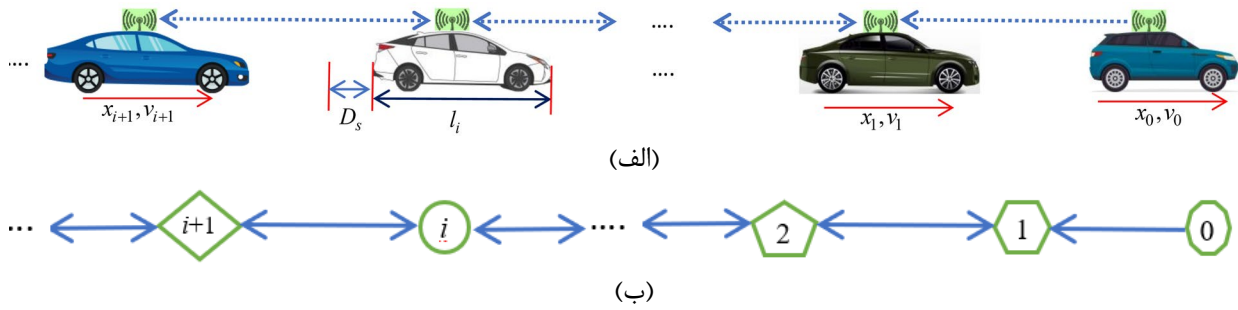 .... ....
.... x_{i+1}, v_{i+1} D_s l_i x_1, v_1 x_0, v_0
(الف)
... i+1 i .... 2 1 0
(ب)